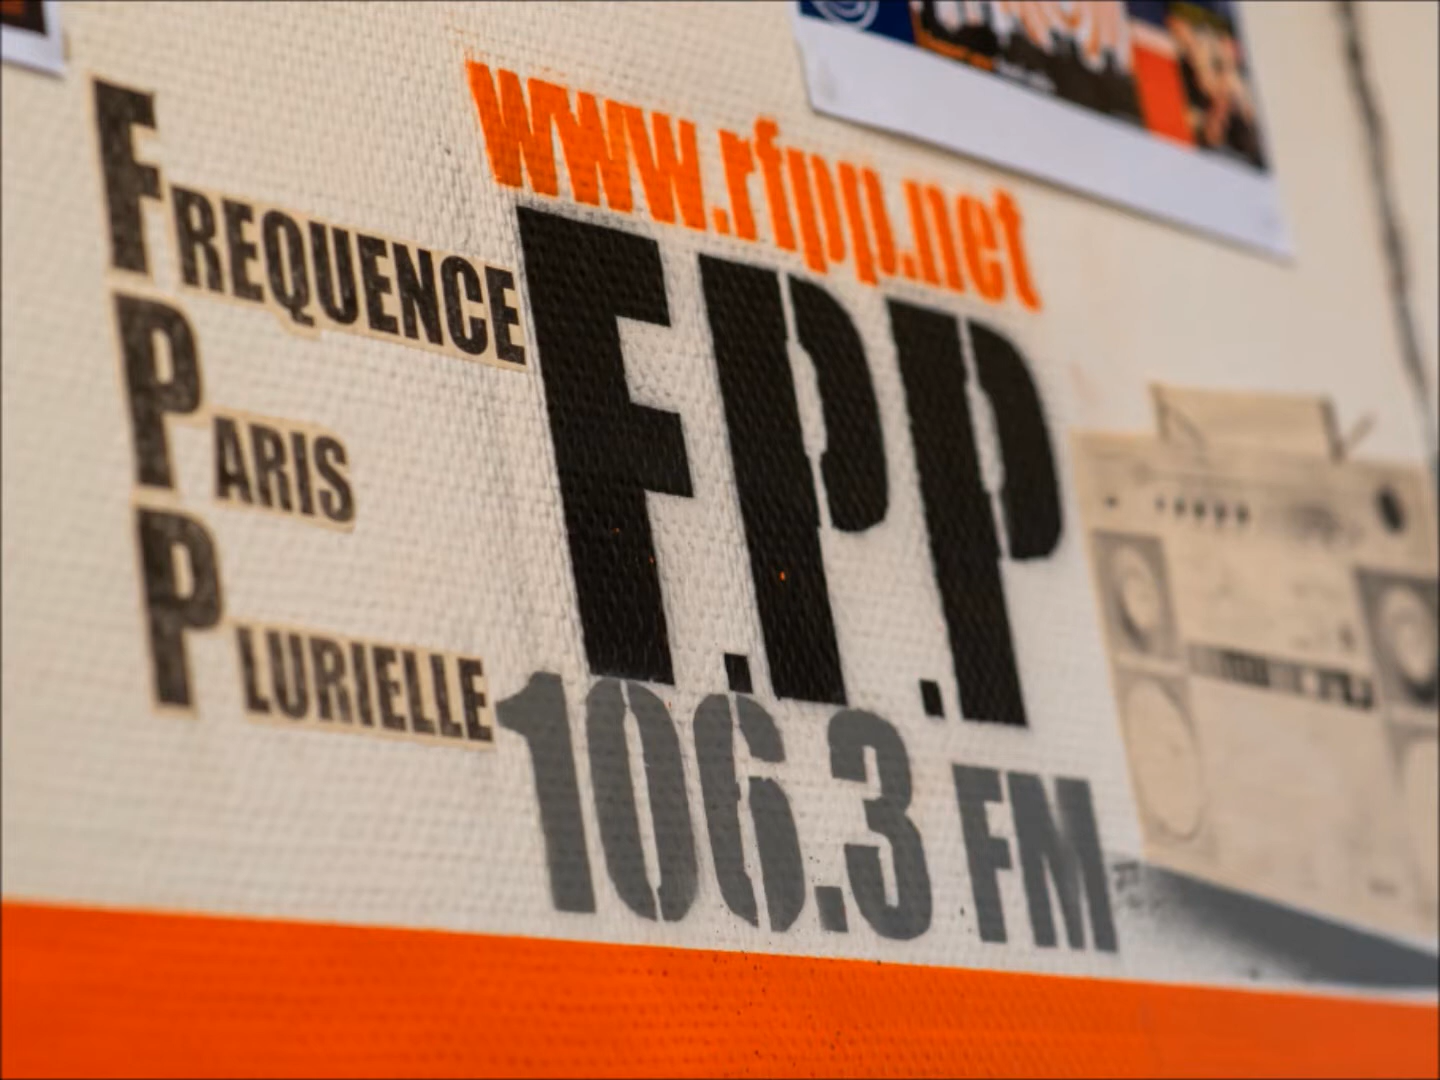 www.rfpp.net
FREQUENCE
PARIS
PLURIELLE
F.P.P
106.3 FM